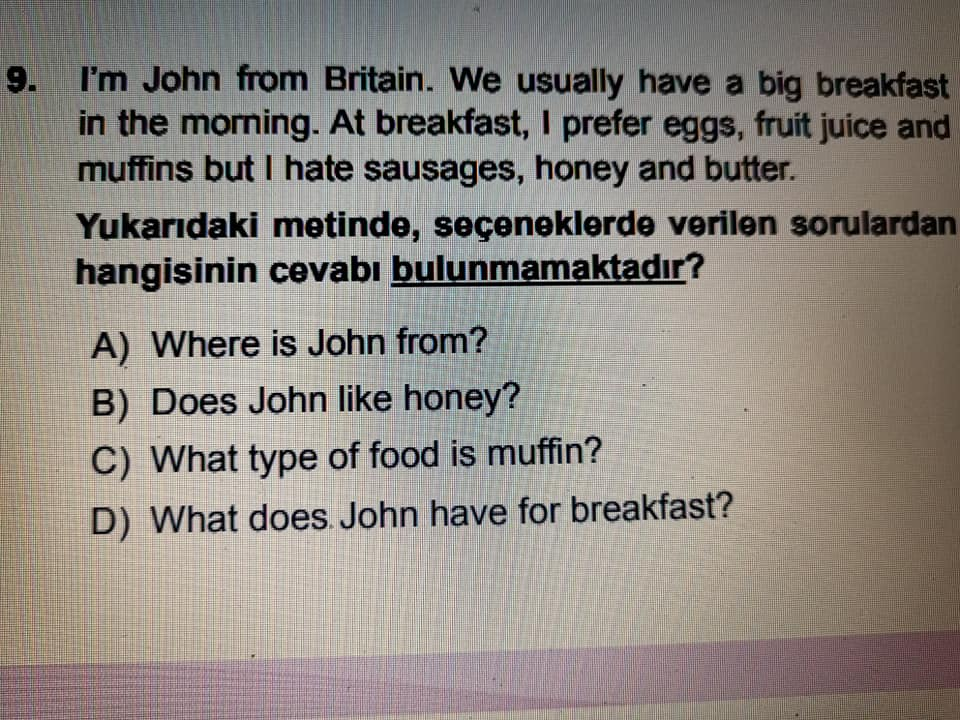 9. I'm John from Britain. We usually have a big breakfast
in the morning. At breakfast, I prefer eggs, fruit juice and
muffins but I hate sausages, honey and butter.
Yukarıdaki metinde, seçeneklerde verilen sorulardan
hangisinin cevabı bulunmamaktadır?
A) Where is John from?
B) Does John like honey?
C) What type of food is muffin?
D) What does John have for breakfast?